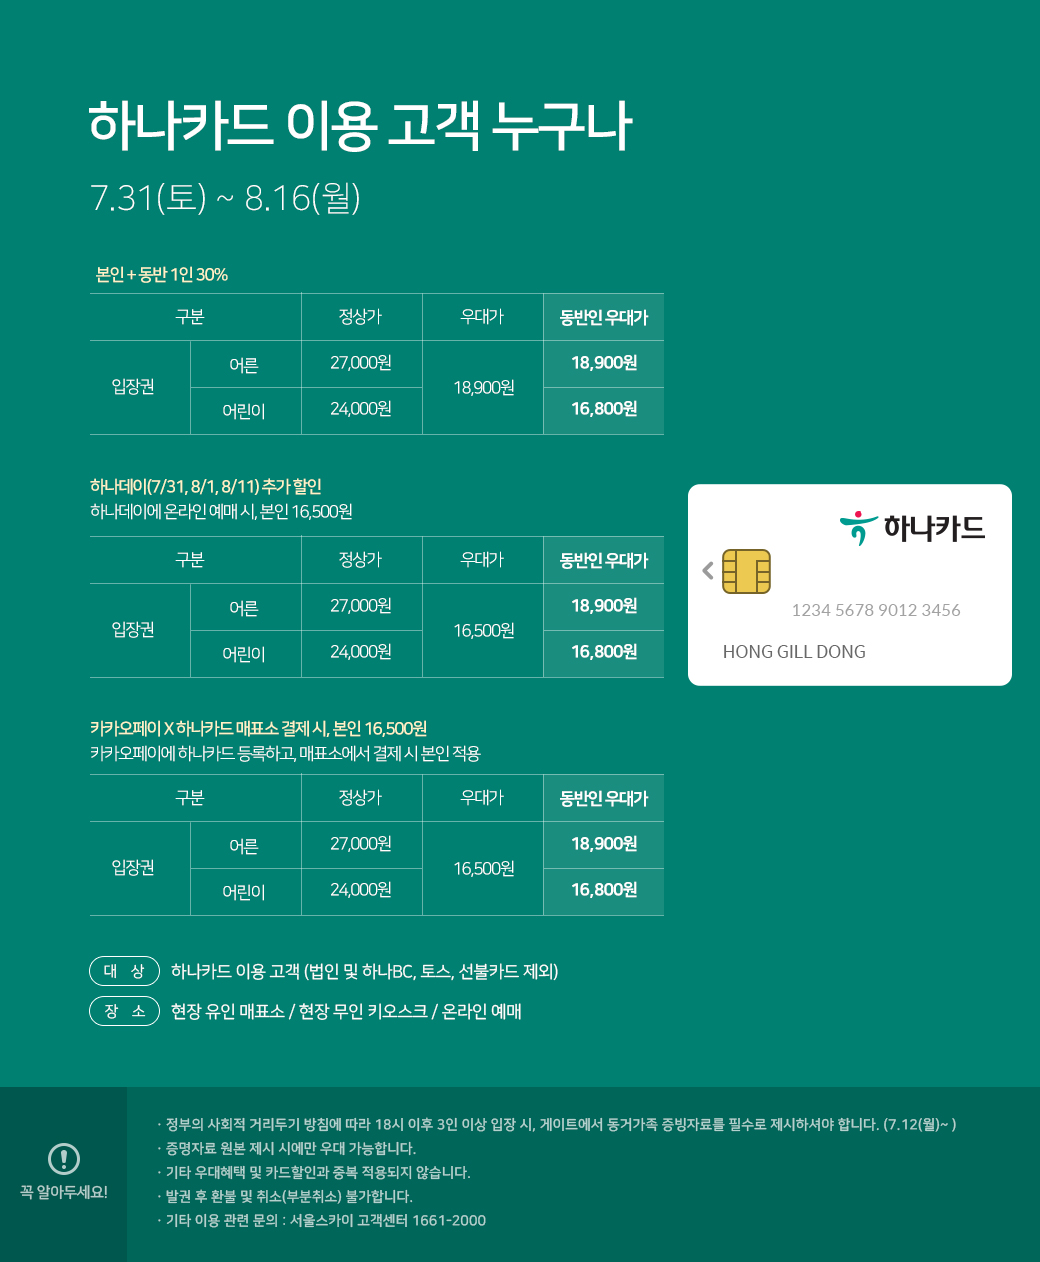 하나카드 이용 고객 누구나
7.31(토) ~ 8.16(월)
본인 + 동반 1인 30%
구분 정상가 우대가 동반인 우대가
입장권 어른 27,000원 18,900원 18,900원
어린이 24,000원 16,800원
하나데이(7/31, 8/1, 8/11) 추가 할인
하나데이에 온라인 예매 시, 본인 16,500원
구분 정상가 우대가 동반인 우대가
입장권 어른 27,000원 16,500원 18,900원
어린이 24,000원 16,800원
하나카드
1234 5678 9012 3456
HONG GILL DONG
카카오페이 X 하나카드 매표소 결제 시, 본인 16,500원
카카오페이에 하나카드 등록하고, 매표소에서 결제 시 본인 적용
구분 정상가 우대가 동반인 우대가
입장권 어른 27,000원 16,500원 18,900원
어린이 24,000원 16,800원
대 상 하나카드 이용 고객 (법인 및 하나BC, 토스, 선불카드 제외)
장 소 현장 유인 매표소 / 현장 무인 키오스크 / 온라인 예매
꼭 알아두세요!
· 정부의 사회적 거리두기 방침에 따라 18시 이후 3인 이상 입장 시, 게이트에서 동거가족 증빙자료를 필수로 제시하셔야 합니다. (7.12(월)~ )
· 증명자료 원본 제시 시에만 우대 가능합니다.
· 기타 우대혜택 및 카드할인과 중복 적용되지 않습니다.
· 발권 후 환불 및 취소(부분취소) 불가합니다.
· 기타 이용 관련 문의 : 서울스카이 고객센터 1661-2000